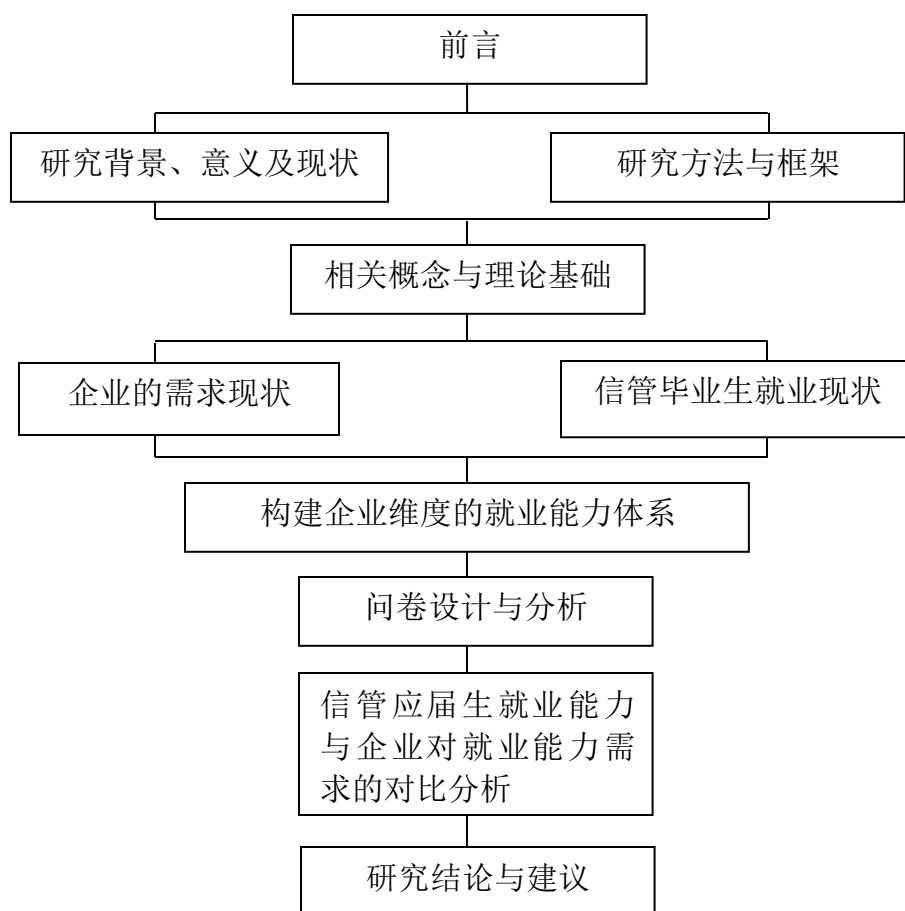 前言
研究背景、意义及现状
研究方法与框架
相关概念与理论基础
企业的需求现状
信管毕业生就业现状
构建企业维度的就业能力体系
问卷设计与分析
信管应届生就业能力
与企业对就业能力需
求的对比分析
研究结论与建议